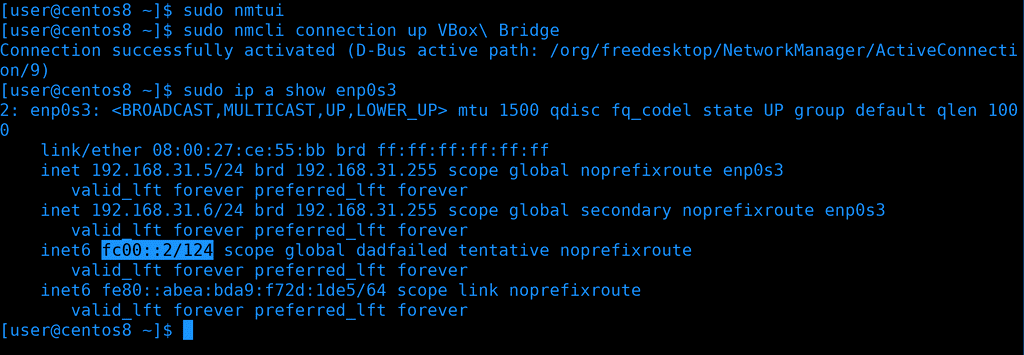 [user@centos8 ~]$ sudo nmtui
[user@centos8 ~]$ sudo nmcli connection up VBox\ Bridge
Connection successfully activated (D-Bus active path: /org/freedesktop/NetworkManager/ActiveConnecti
on/9)
[user@centos8 ~]$ sudo ip a show enp0s3
2: enp0s3: <BROADCAST,MULTICAST,UP,LOWER_UP> mtu 1500 qdisc fq_codel state UP group default qlen 100
0
    link/ether 08:00:27:ce:55:bb brd ff:ff:ff:ff:ff:ff
    inet 192.168.31.5/24 brd 192.168.31.255 scope global noprefixroute enp0s3
       valid_lft forever preferred_lft forever
    inet 192.168.31.6/24 brd 192.168.31.255 scope global secondary noprefixroute enp0s3
       valid_lft forever preferred_lft forever
    inet6 fc00::2/124 scope global dadfailed tentative noprefixroute
       valid_lft forever preferred_lft forever
    inet6 fe80::abea:bda9:f72d:1de5/64 scope link noprefixroute
       valid_lft forever preferred_lft forever
[user@centos8 ~]$